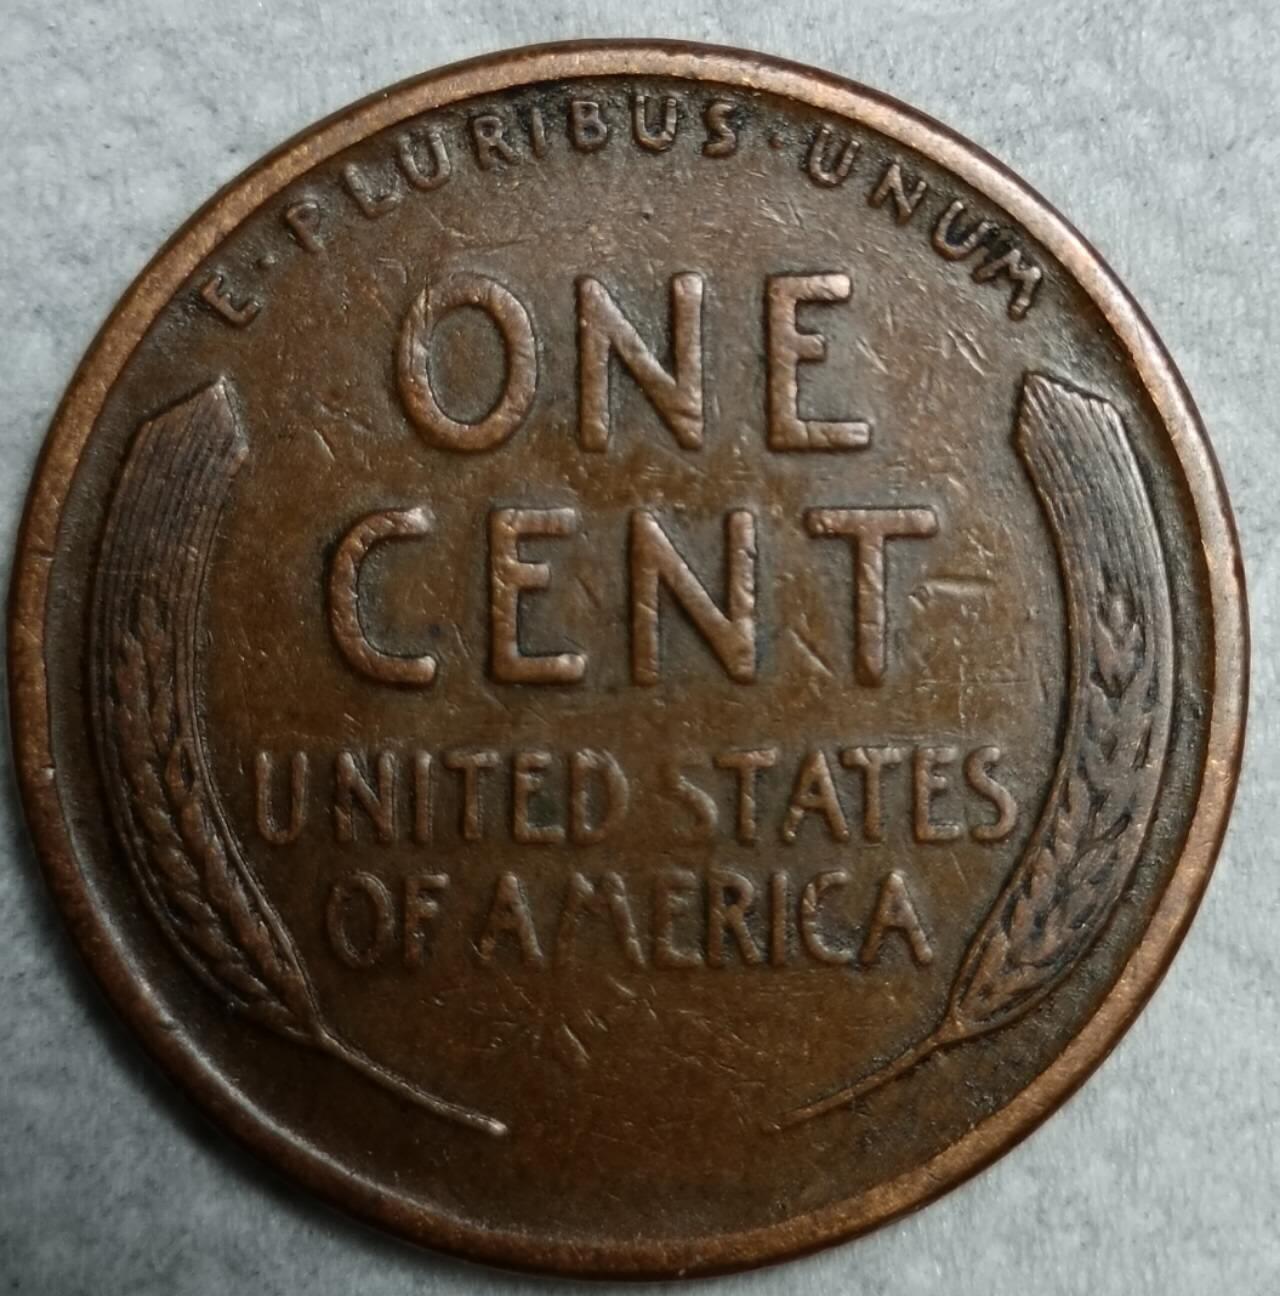 E·PLURIBUS·UNUM
ONE
CENT
UNITED STATES
OF AMERICA